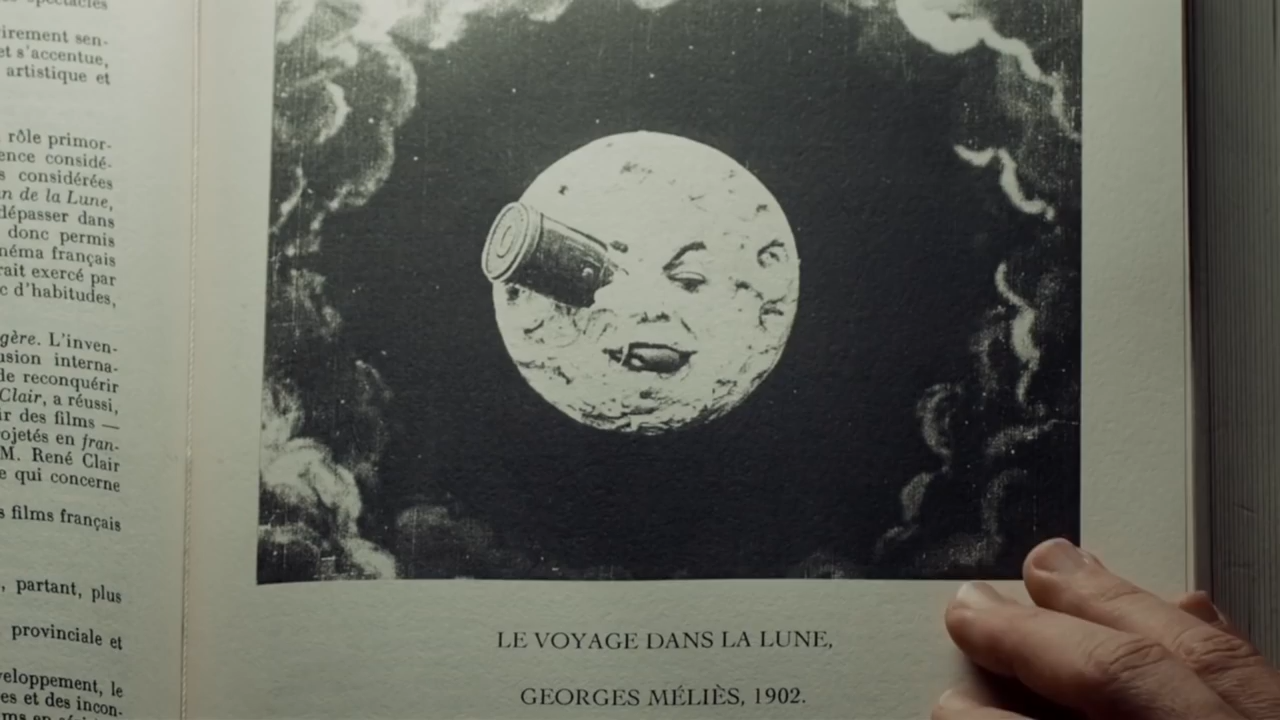 spectacles
irement sen-
et s'accentue,
artistique et
rôle primor-
ence considé-
s considérées
n de la Lune,
dépasser dans
donc permis
néma français
rait exercé par
c d'habitudes,
gère. L'inven-
usion interna-
de reconquérir
Clair, a réussi,
ir des films —
ojetés en fran-
M. René Clair
e qui concerne
s films français
, partant, plus
provinciale et
veloppement, le
es et des incon-
LE VOYAGE DANS LA LUNE,
GEORGES MÉLIÈS, 1902.